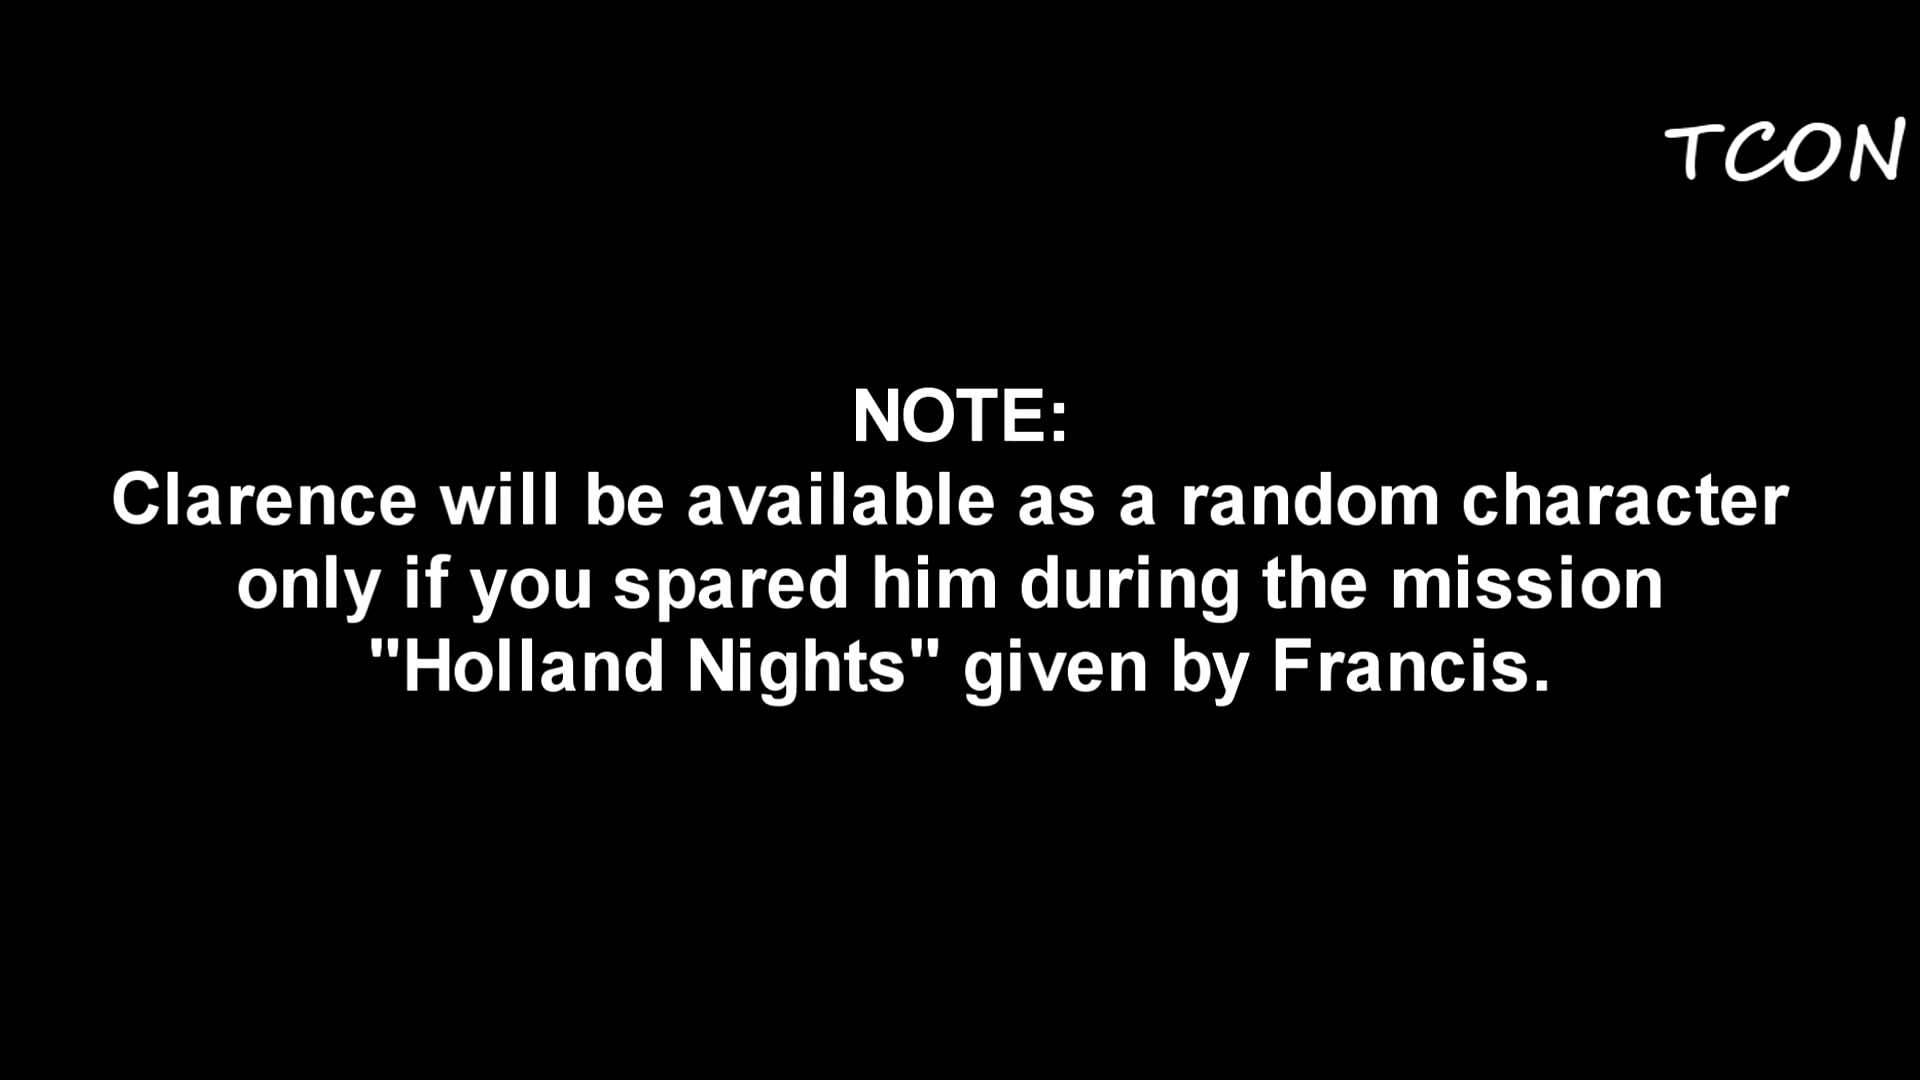 TCON
NOTE:
Clarence will be available as a random character
only if you spared him during the mission
"Holland Nights" given by Francis.